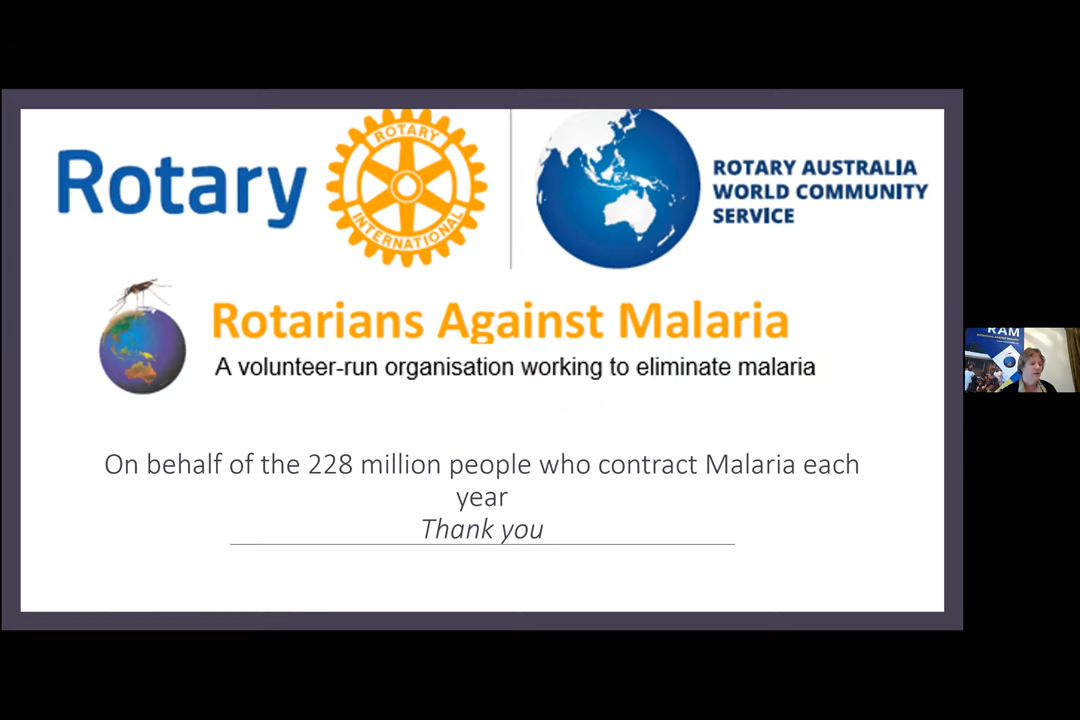 Rotary
ROTARY
INTERNATIONAL
ROTARY AUSTRALIA
WORLD COMMUNITY
SERVICE
Rotarians Against Malaria
A volunteer-run organisation working to eliminate malaria
On behalf of the 228 million people who contract Malaria each
year
Thank you
RAM